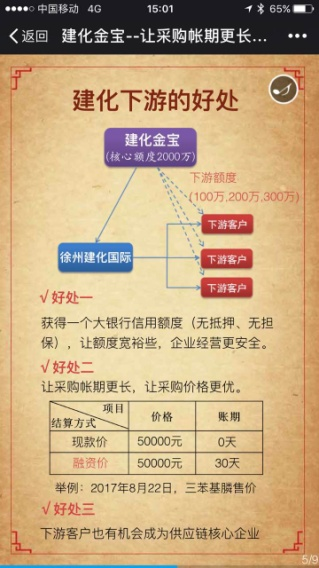 中国移动 4G 15:01 65%
返回 建化金宝--让采购帐期更长... 
建化下游的好处
建化金宝
(核心额度2000万)
下游额度
(100万,200万,300万)
下游客户
徐州建化国际
下游客户
下游客户
√ 好处一
获得一个大银行信用额度（无抵押、无担
保），让额度宽裕些，企业经营更安全。
√ 好处二
让采购帐期更长，让采购价格更优。
项目 价格 账期
结算方式
现款价 50000元 0天
融资价 50000元 30天
举例：2017年8月22日，三苯基膦售价
√ 好处三
下游客户也有机会成为供应链核心企业
5/9